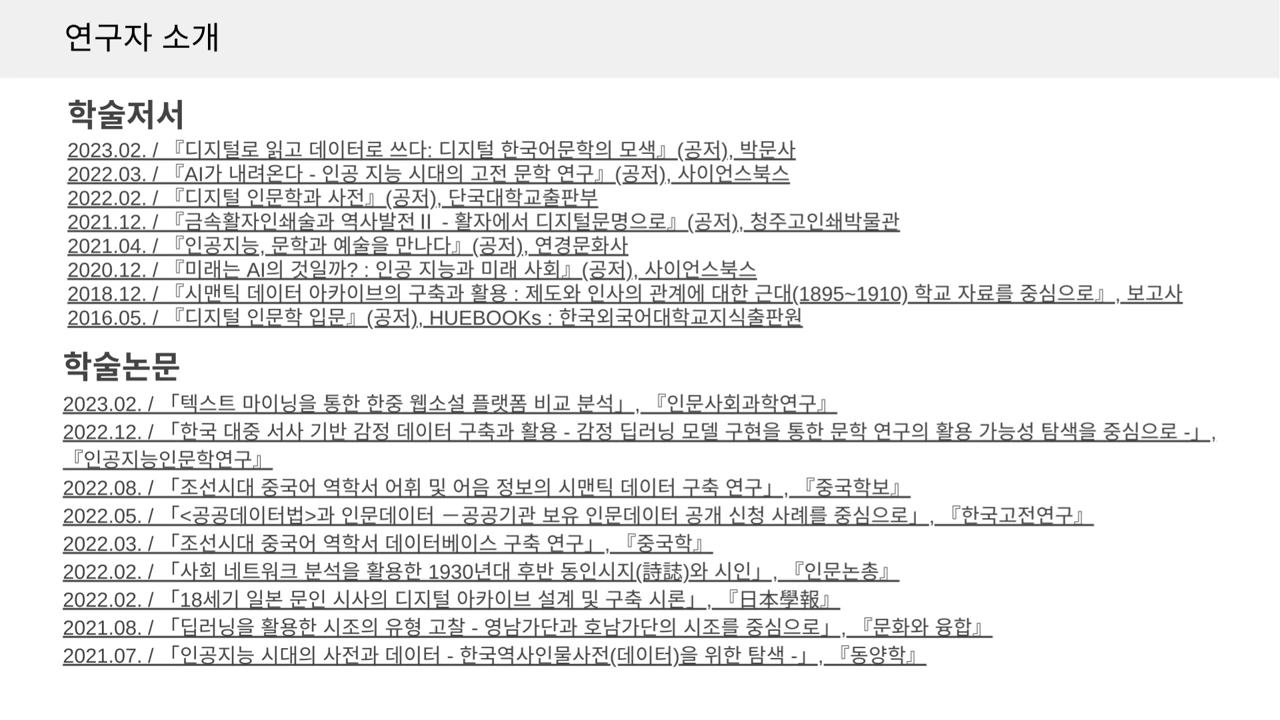 연구자 소개
학술저서
2023.02. / 『디지털로 읽고 데이터로 쓰다: 디지털 한국어문학의 모색』(공저), 박문사
2022.03. / 『AI가 내려온다 - 인공 지능 시대의 고전 문학 연구』(공저), 사이언스북스
2022.02. / 『디지털 인문학과 사전』(공저), 단국대학교출판부
2021.12. / 『금속활자인쇄술과 역사발전Ⅱ - 활자에서 디지털문명으로』(공저), 청주고인쇄박물관
2021.04. / 『인공지능, 문학과 예술을 만나다』(공저), 연경문화사
2020.12. / 『미래는 AI의 것일까? : 인공 지능과 미래 사회』(공저), 사이언스북스
2018.12. / 『시맨틱 데이터 아카이브의 구축과 활용 : 제도와 인사의 관계에 대한 근대(1895~1910) 학교 자료를 중심으로』, 보고사
2016.05. / 『디지털 인문학 입문』(공저), HUEBOOKs : 한국외국어대학교지식출판원
학술논문
2023.02. / 「텍스트 마이닝을 통한 한중 웹소설 플랫폼 비교 분석」, 『인문사회과학연구』
2022.12. / 「한국 대중 서사 기반 감정 데이터 구축과 활용 - 감정 딥러닝 모델 구현을 통한 문학 연구의 활용 가능성 탐색을 중심으로 -」,
『인공지능인문학연구』
2022.08. / 「조선시대 중국어 역학서 어휘 및 어음 정보의 시맨틱 데이터 구축 연구」, 『중국학보』
2022.05. / 「<공공데이터법>과 인문데이터 －공공기관 보유 인문데이터 공개 신청 사례를 중심으로」, 『한국고전연구』
2022.03. / 「조선시대 중국어 역학서 데이터베이스 구축 연구」, 『중국학』
2022.02. / 「사회 네트워크 분석을 활용한 1930년대 후반 동인시지(詩誌)와 시인」, 『인문논총』
2022.02. / 「18세기 일본 문인 시사의 디지털 아카이브 설계 및 구축 시론」, 『日本學報』
2021.08. / 「딥러닝을 활용한 시조의 유형 고찰 - 영남가단과 호남가단의 시조를 중심으로」, 『문화와 융합』
2021.07. / 「인공지능 시대의 사전과 데이터 - 한국역사인물사전(데이터)을 위한 탐색 -」, 『동양학』